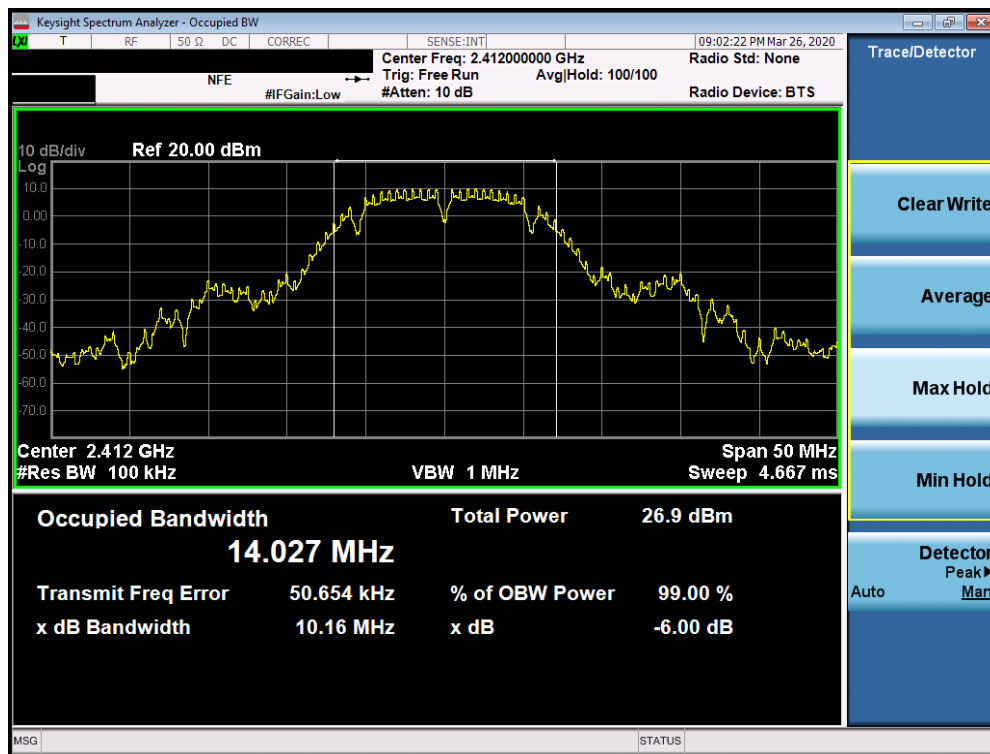 Keysight Spectrum Analyzer - Occupied BW
LXI T RF 50 Ω DC CORREC SENSE:INT 09:02:22 PM Mar 26, 2020
Center Freq: 2.412000000 GHz Radio Std: None
NFE Trig: Free Run Avg|Hold: 100/100
#IFGain:Low #Atten: 10 dB Radio Device: BTS
Trace/Detector
10 dB/div Ref 20.00 dBm
Log
10.0
0.00
-10.0
-20.0
-30.0
-40.0
-50.0
-60.0
-70.0
Center 2.412 GHz Span 50 MHz
#Res BW 100 kHz VBW 1 MHz Sweep 4.667 ms
Occupied Bandwidth Total Power 26.9 dBm
14.027 MHz
Transmit Freq Error 50.654 kHz % of OBW Power 99.00 %
x dB Bandwidth 10.16 MHz x dB -6.00 dB
Clear Write
Average
Max Hold
Min Hold
Detector
Peak▶
Auto Man
MSG STATUS